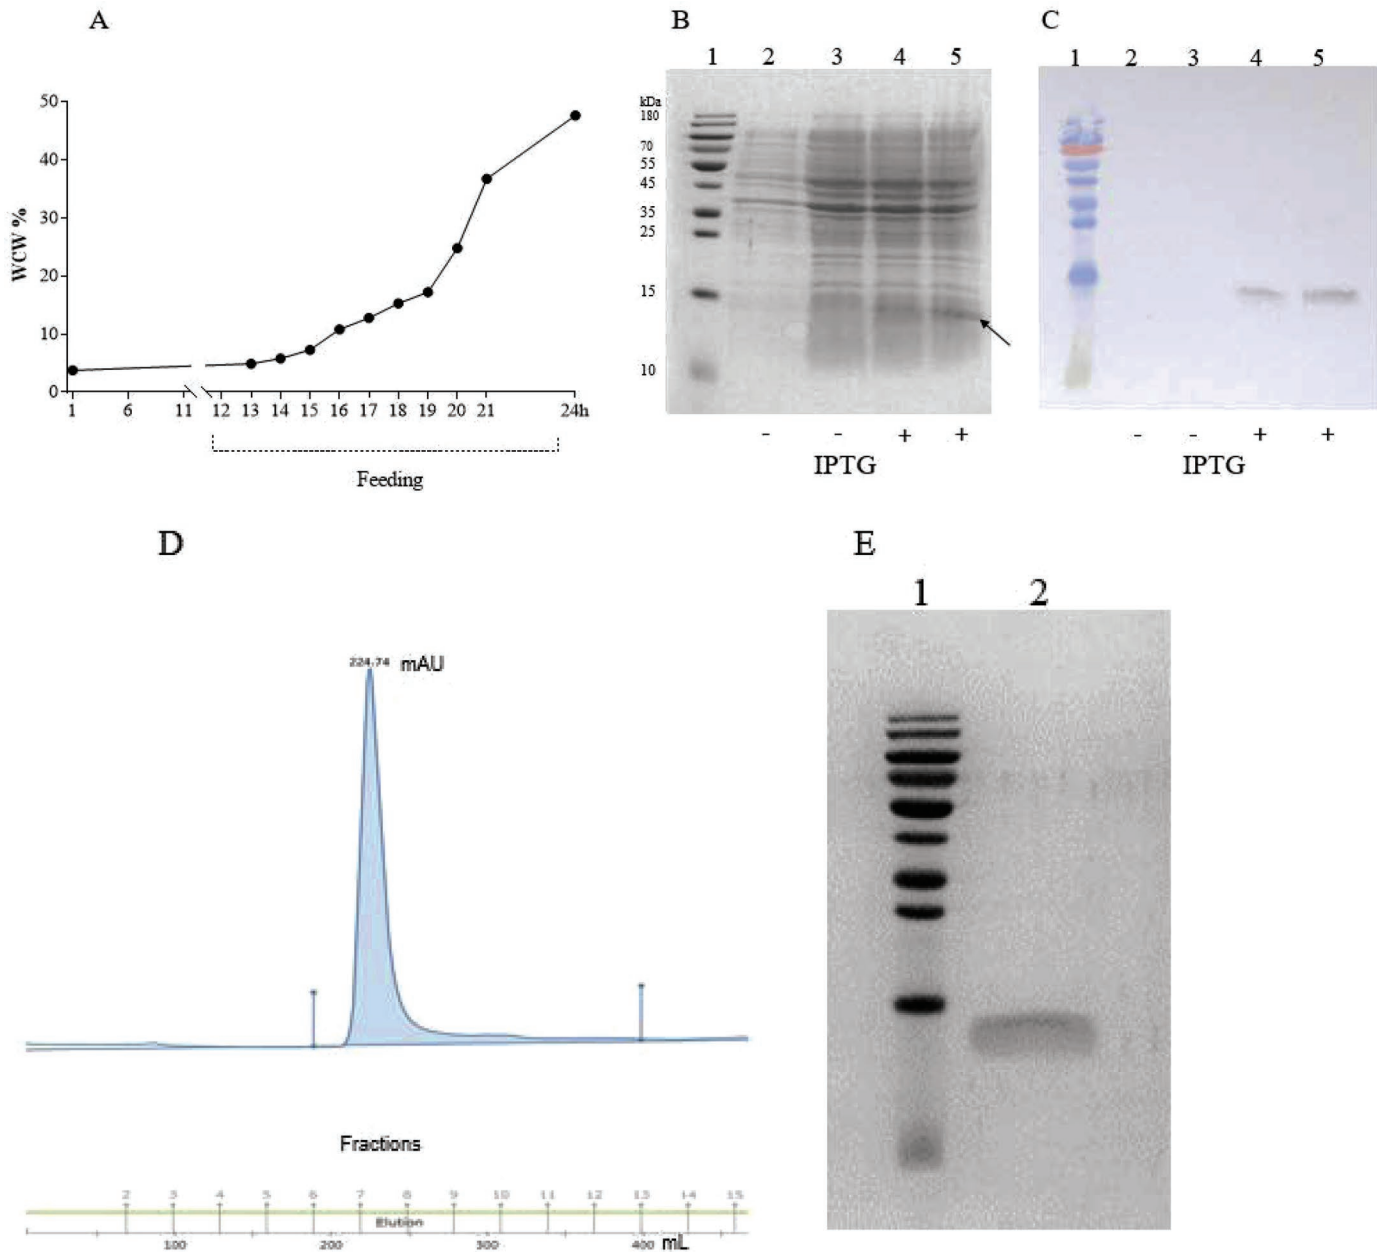 A
B
C
1 2 3 4 5
1 2 3 4 5
kDa
180
70
55
45
35
25
15
10
WCW %
50
40
30
20
10
0
1 6 11 12 13 14 15 16 17 18 19 20 21 24h
Feeding
- - + +
IPTG
- - + +
IPTG
D
E
1 2
224.74 mAU
Fractions
2 3 4 5 6 7 8 9 10 11 12 13 14 15
Elution
100 200 300 400 mL